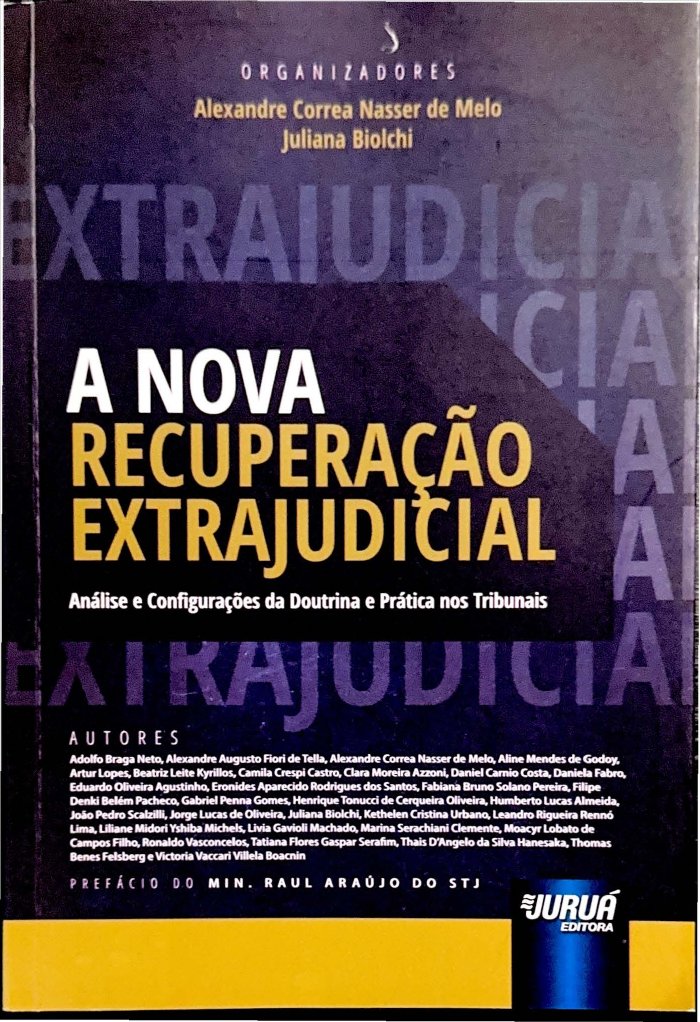 ORGANIZADORES
Alexandre Correa Nasser de Melo
Juliana Biolchi
EXTRAJUDICIAL
A NOVA
RECUPERAÇÃO
EXTRAJUDICIAL
Análise e Configurações da Doutrina e Prática nos Tribunais
EXTRAJUDICIAL
AUTORES
Adolfo Braga Neto, Alexandre Augusto Fiori de Tella, Alexandre Correa Nasser de Melo, Aline Mendes de Godoy,
Artur Lopes, Beatriz Leite Kyrillos, Camila Crespi Castro, Clara Moreira Azzoni, Daniel Carnio Costa, Daniela Fabro,
Eduardo Oliveira Agustinho, Eronides Aparecido Rodrigues dos Santos, Fabiana Bruno Solano Pereira, Filipe
Denki Belém Pacheco, Gabriel Penna Gomes, Henrique Tonucci de Cerqueira Oliveira, Humberto Lucas Almeida,
João Pedro Scalzilli, Jorge Lucas de Oliveira, Juliana Biolchi, Kethelen Cristina Urbano, Leandro Rigueira Rennó
Lima, Liliane Midori Yshiba Michels, Livia Gavioli Machado, Marina Serachiani Clemente, Moacyr Lobato de
Campos Filho, Ronaldo Vasconcelos, Tatiana Flores Gaspar Serafim, Thais D'Angelo da Silva Hanesaka, Thomas
Benes Felsberg e Victoria Vaccari Villela Boacnin
PREFÁCIO DO MIN. RAUL ARAÚJO DO STJ
JURUÁ
EDITORA